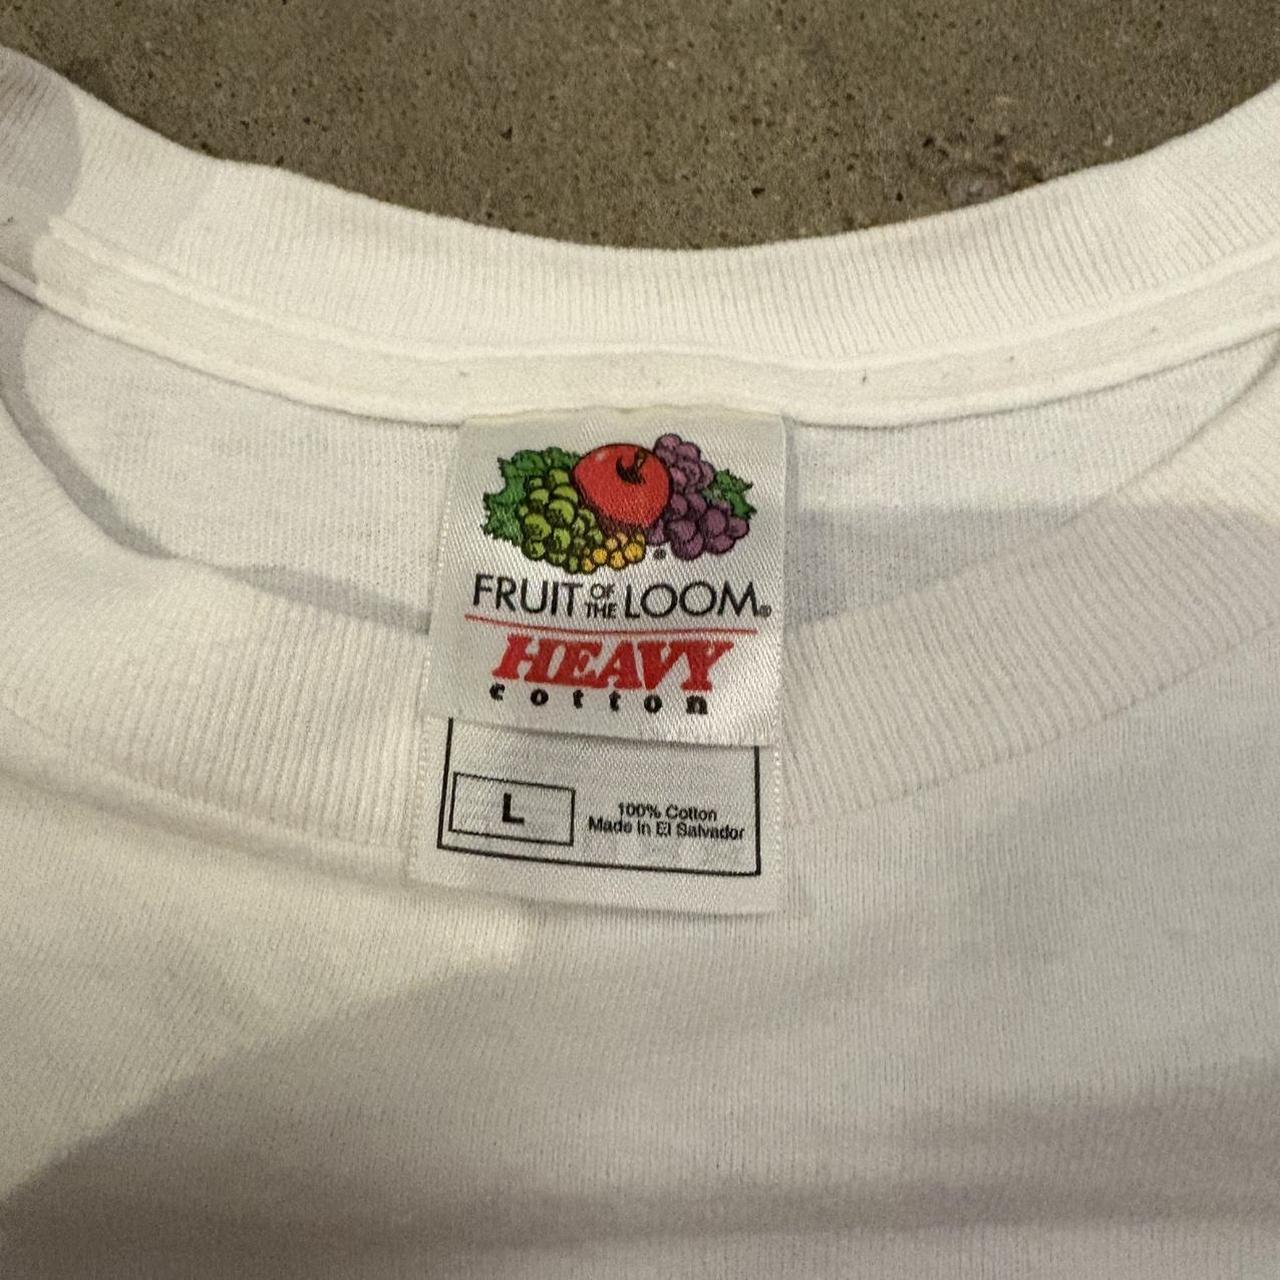 FRUIT OF THE LOOM®
HEAVY
cotton
L
100% Cotton
Made in El Salvador